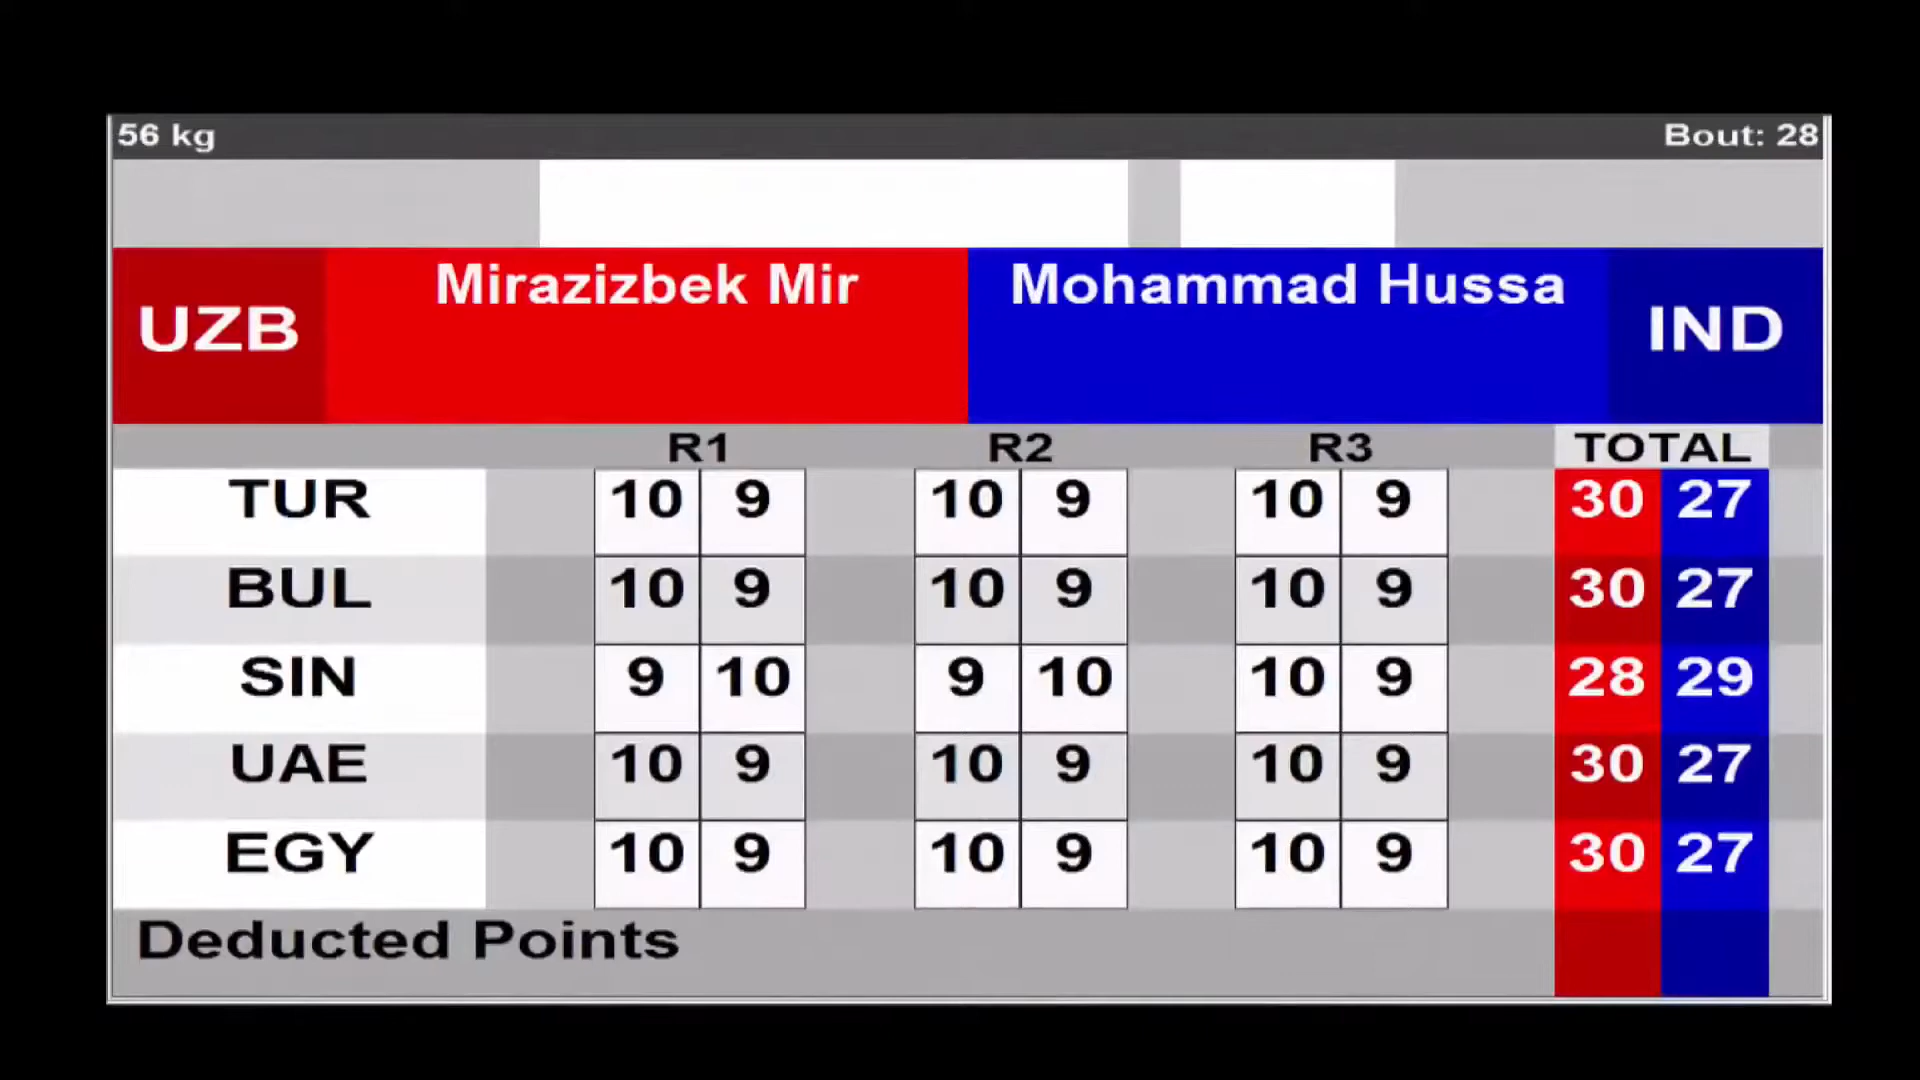 56 kg Bout: 28
UZB Mirazizbek Mir Mohammad Hussa IND
R1 R2 R3 TOTAL
TUR 10 9 10 9 10 9 30 27
BUL 10 9 10 9 10 9 30 27
SIN 9 10 9 10 10 9 28 29
UAE 10 9 10 9 10 9 30 27
EGY 10 9 10 9 10 9 30 27
Deducted Points